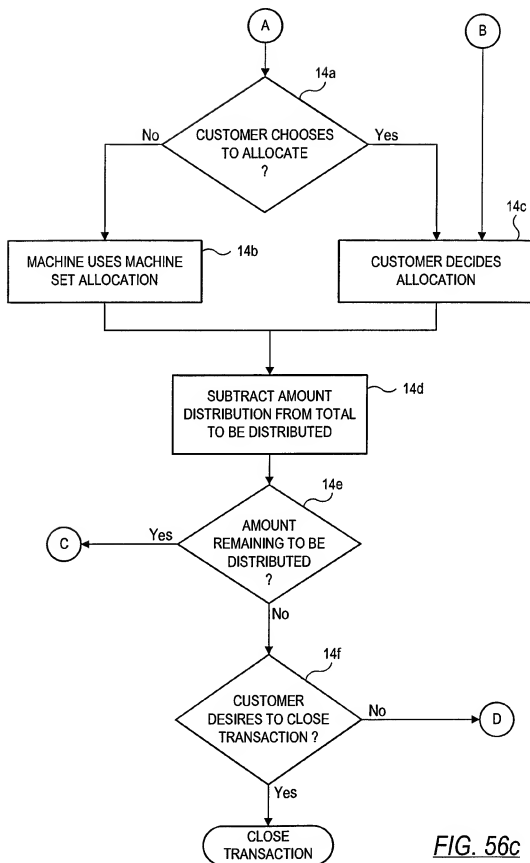 A
B
14a
CUSTOMER CHOOSES
TO ALLOCATE
?
No
Yes
14b
14c
MACHINE USES MACHINE
SET ALLOCATION
CUSTOMER DECIDES
ALLOCATION
14d
SUBTRACT AMOUNT
DISTRIBUTION FROM TOTAL
TO BE DISTRIBUTED
14e
AMOUNT
REMAINING TO BE
DISTRIBUTED
?
Yes
C
No
14f
CUSTOMER
DESIRES TO CLOSE
TRANSACTION ?
No
D
Yes
CLOSE
TRANSACTION
FIG. 56c